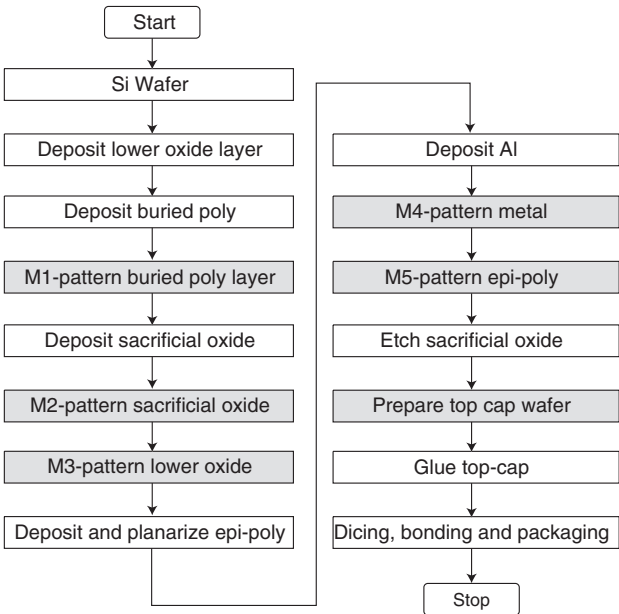 Start
Si Wafer
Deposit lower oxide layer
Deposit buried poly
M1-pattern buried poly layer
Deposit sacrificial oxide
M2-pattern sacrificial oxide
M3-pattern lower oxide
Deposit and planarize epi-poly
Deposit Al
M4-pattern metal
M5-pattern epi-poly
Etch sacrificial oxide
Prepare top cap wafer
Glue top-cap
Dicing, bonding and packaging
Stop